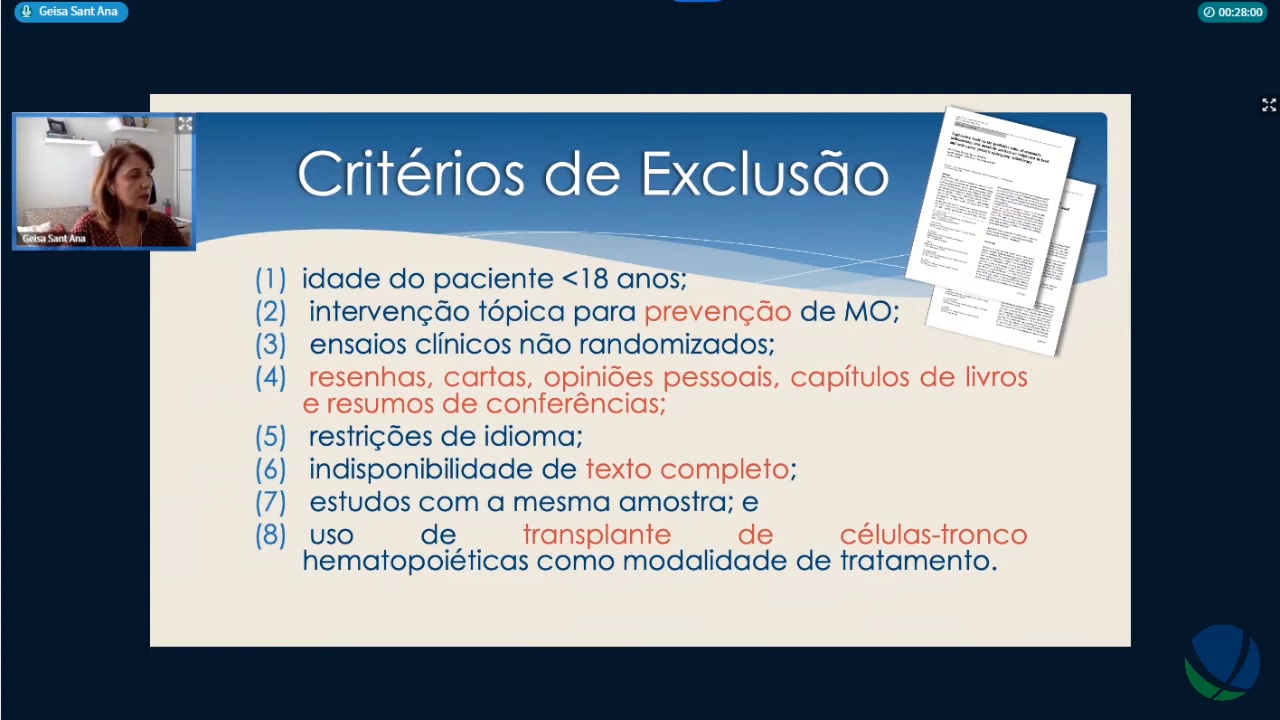 Geisa Sant Ana
00:28:00
Critérios de Exclusão
Geisa Sant Ana
(1) idade do paciente <18 anos;
(2) intervenção tópica para prevenção de MO;
(3) ensaios clínicos não randomizados;
(4) resenhas, cartas, opiniões pessoais, capítulos de livros
e resumos de conferências;
(5) restrições de idioma;
(6) indisponibilidade de texto completo;
(7) estudos com a mesma amostra; e
(8) uso de transplante de células-tronco
hematopoiéticas como modalidade de tratamento.